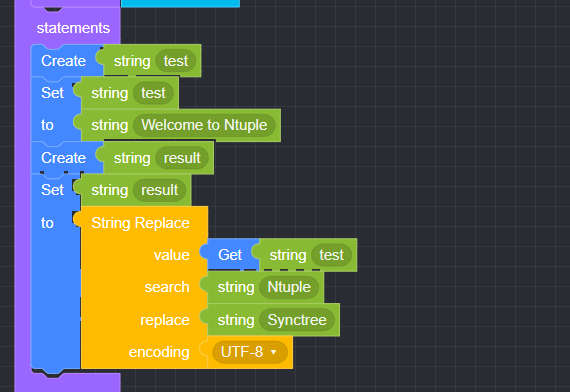 statements
Create string test
Set string test
to string Welcome to Ntuple
Create string result
Set string result
to String Replace
value Get string test
search string Ntuple
replace string Synctree
encoding UTF-8